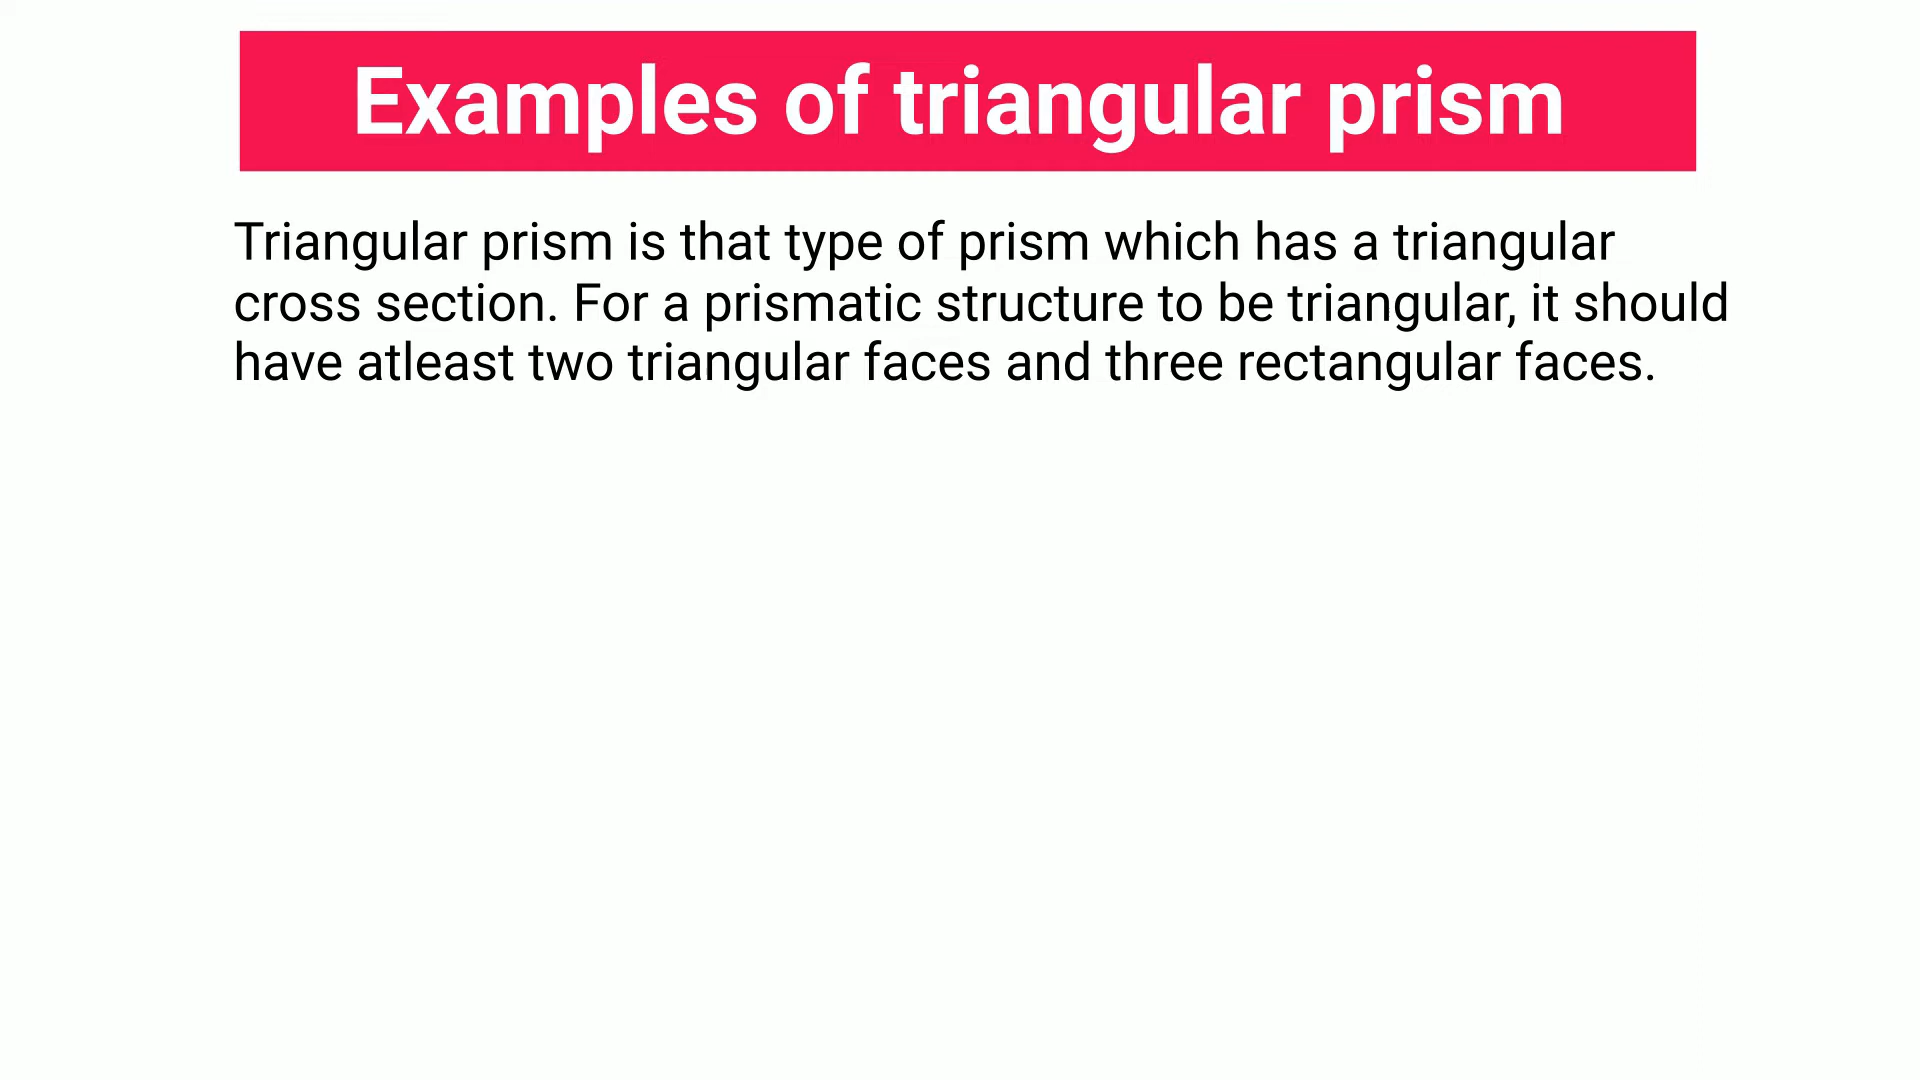 Examples of triangular prism
Triangular prism is that type of prism which has a triangular
cross section. For a prismatic structure to be triangular, it should
have atleast two triangular faces and three rectangular faces.